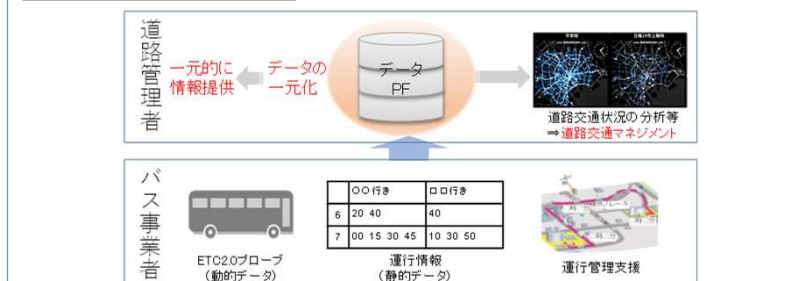 道路管理者
一元的に
情報提供
データの
一元化
データ
PF
道路交通状況の分析等
⇒道路交通マネジメント
バス事業者
ETC2.0プローブ
(動的データ)
〇〇行き 口口行き
6 20 40 40
7 00 15 30 45 10 30 50
運行情報
(静的データ)
運行管理支援